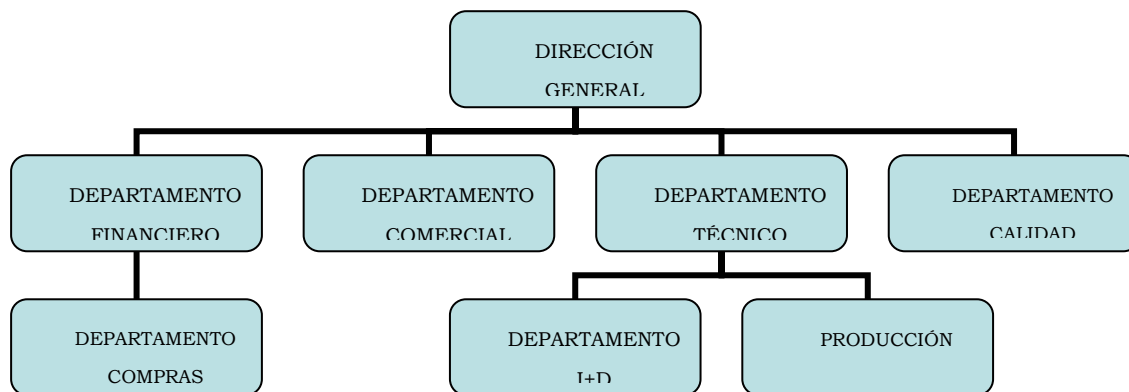 DIRECCIÓN
GENERAL
DEPARTAMENTO
FINANCIERO
DEPARTAMENTO
COMERCIAL
DEPARTAMENTO
TÉCNICO
DEPARTAMENTO
CALIDAD
DEPARTAMENTO
COMPRAS
DEPARTAMENTO
I+D
PRODUCCIÓN